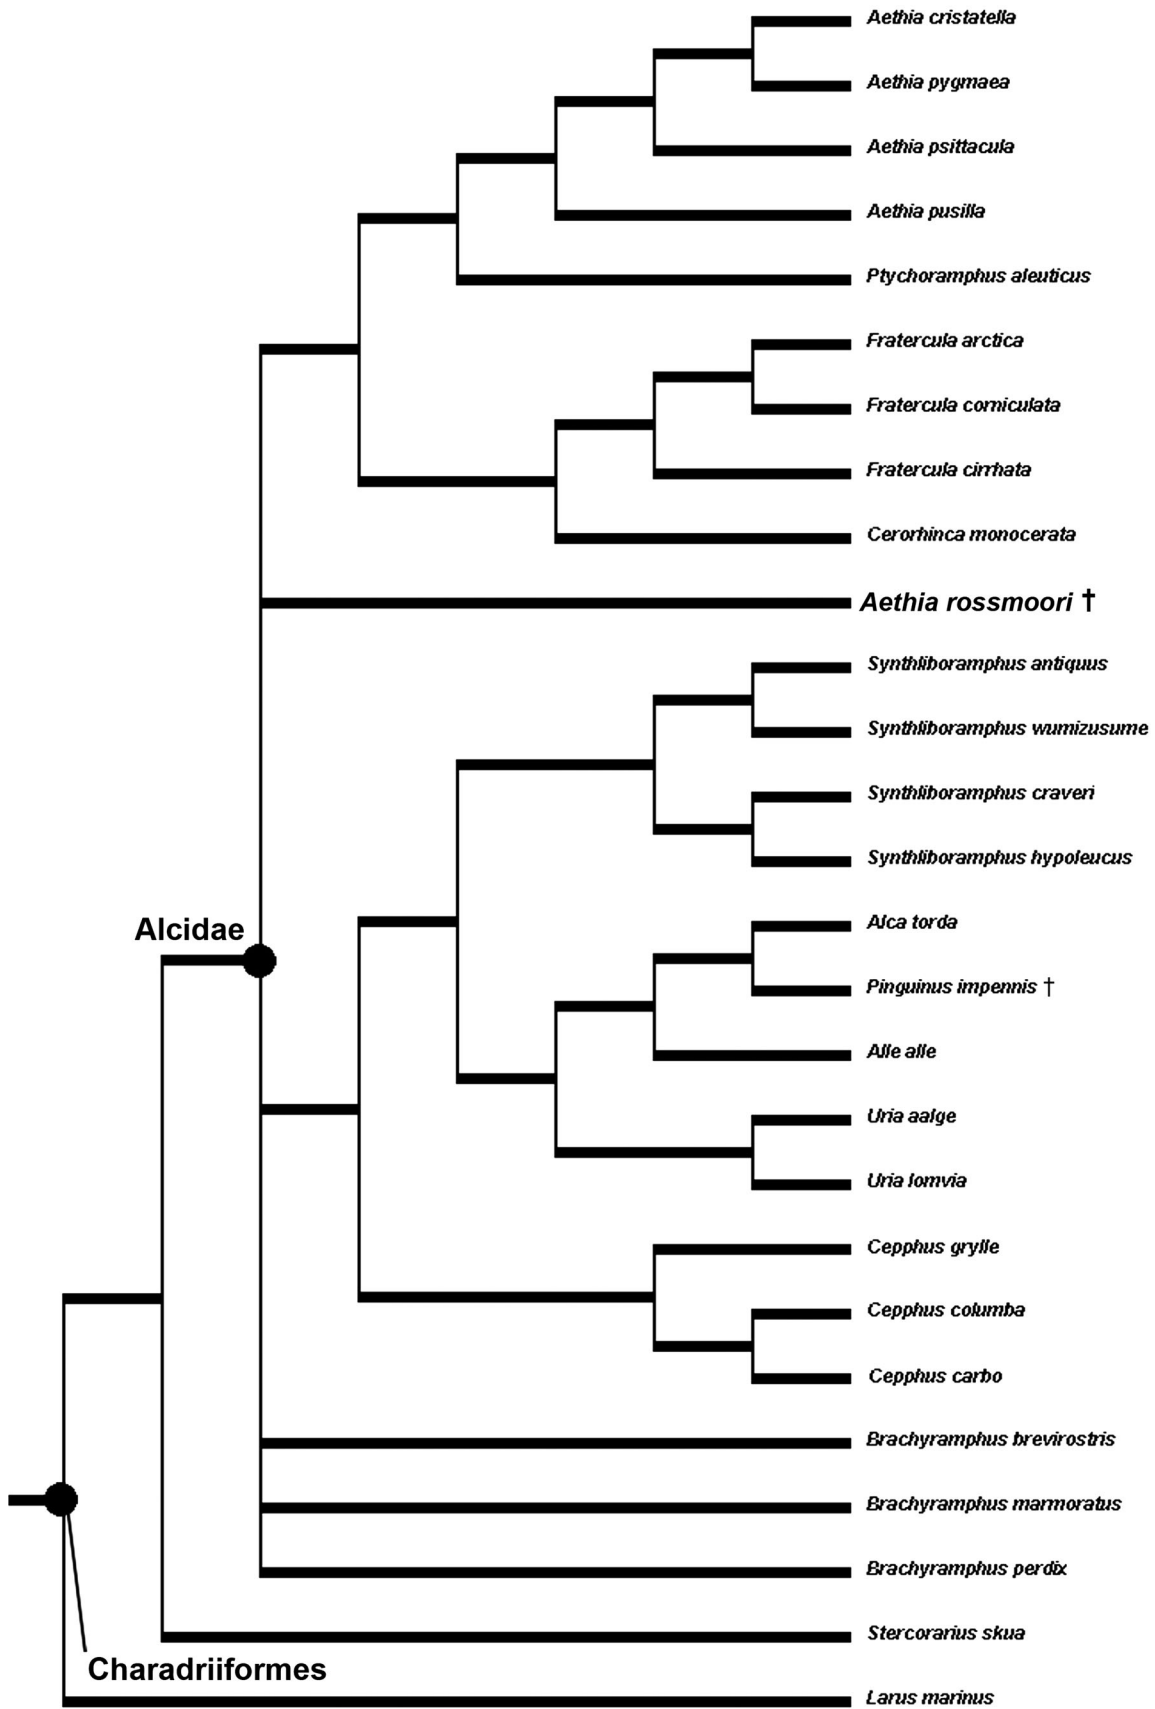 Aethia cristatella
Aethia pygmaea
Aethia psittacula
Aethia pusilla
Ptychoramphus aleuticus
Fratercula arctica
Fratercula corniculata
Fratercula cirrhata
Cerorhinca monocerata
Aethia rossmoori †
Synthliboramphus antiquus
Synthliboramphus wumizusume
Synthliboramphus craveri
Synthliboramphus hypoleucus
Alca torda
Alcidae
Pinguinus impennis †
Alle alle
Uria aalge
Uria lomvia
Cepphus grylle
Cepphus columba
Cepphus carbo
Brachyramphus brevirostris
Brachyramphus marmoratus
Brachyramphus perdix
Stercorarius skua
Charadriiformes
Larus marinus